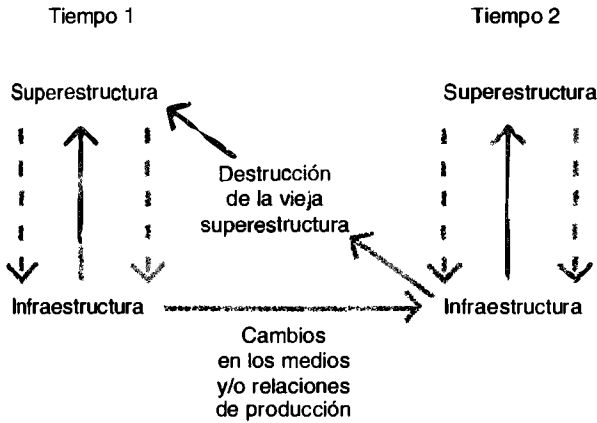 Tiempo 1
Tiempo 2
Superestructura
Superestructura
Destrucción
de la vieja
superestructura
Infraestructura
Infraestructura
Cambios
en los medios
y/o relaciones
de producción